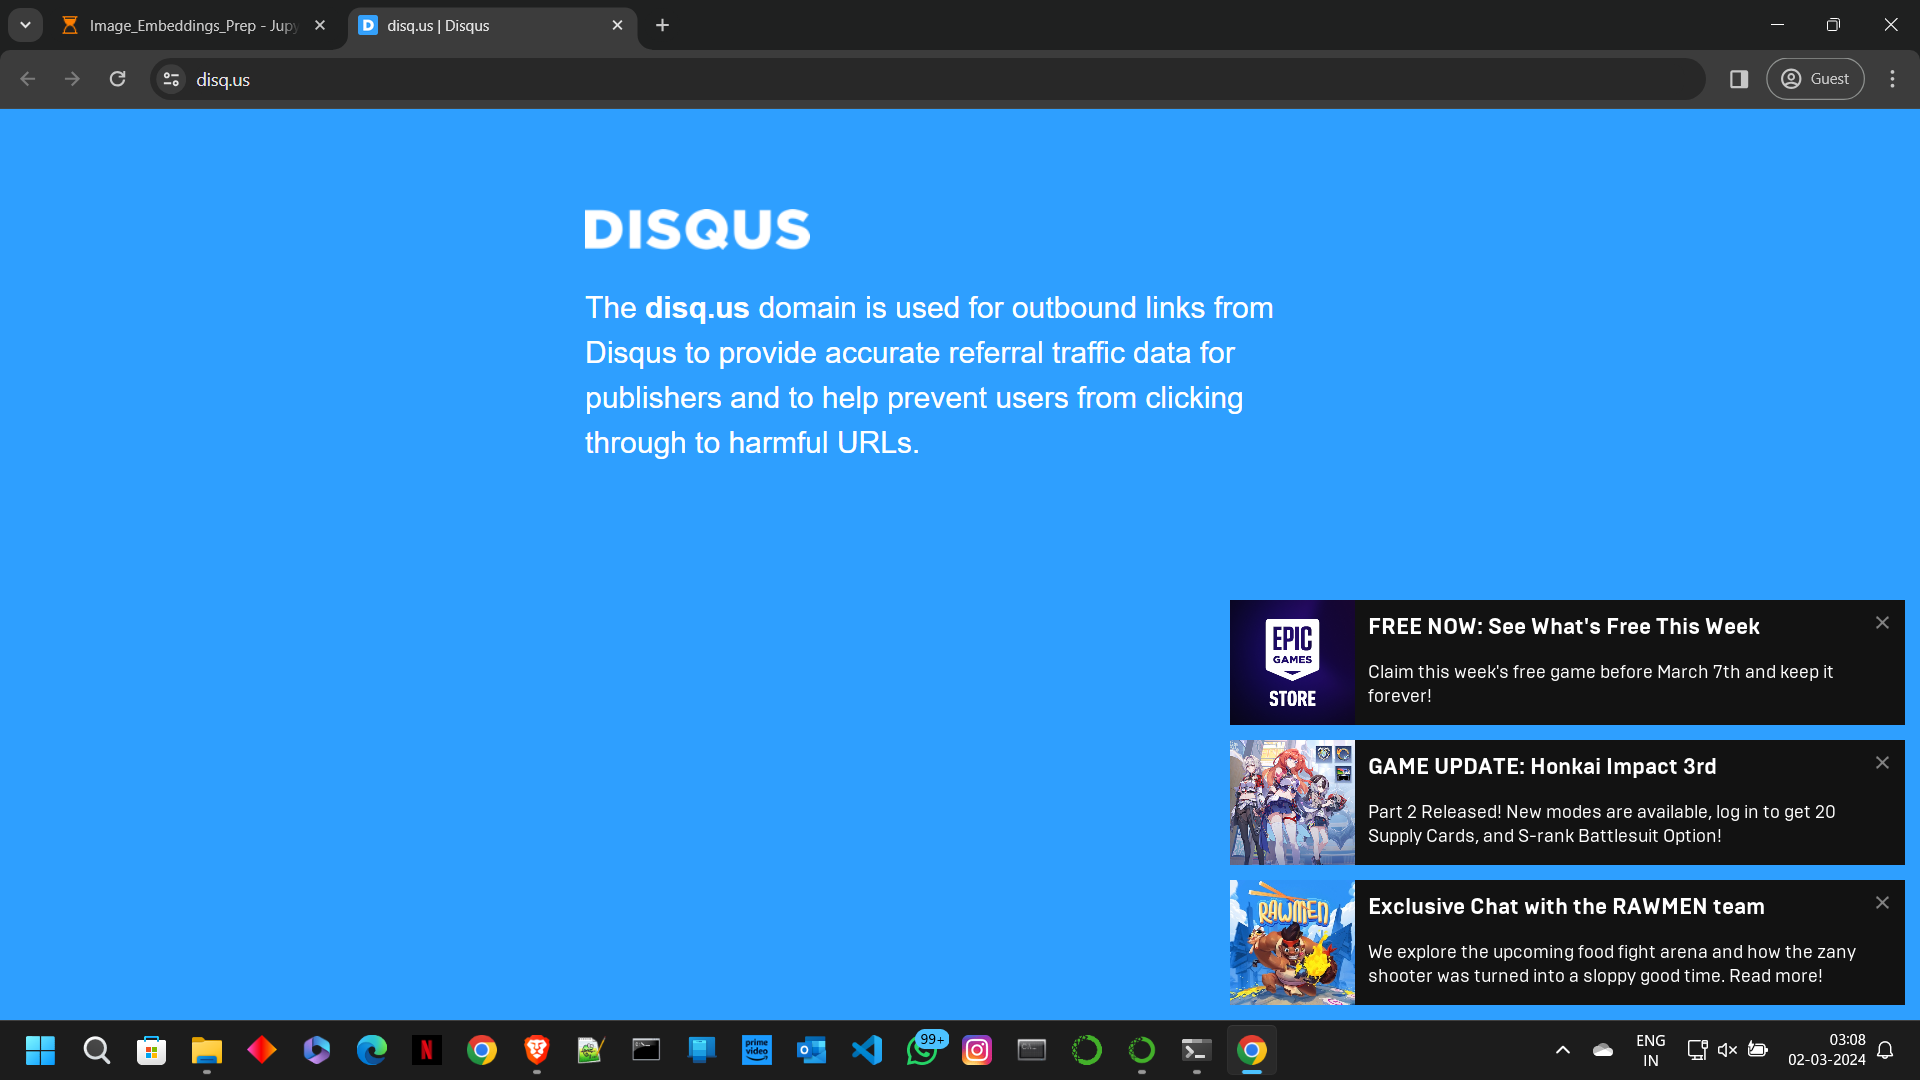 Image_Embeddings_Prep - Jupy
disq.us | Disqus
disq.us
Guest
DISQUS
The disq.us domain is used for outbound links from
Disqus to provide accurate referral traffic data for
publishers and to help prevent users from clicking
through to harmful URLs.
EPIC
GAMES
STORE
FREE NOW: See What's Free This Week
Claim this week's free game before March 7th and keep it
forever!
GAME UPDATE: Honkai Impact 3rd
Part 2 Released! New modes are available, log in to get 20
Supply Cards, and S-rank Battlesuit Option!
RAWMEN
Exclusive Chat with the RAWMEN team
We explore the upcoming food fight arena and how the zany
shooter was turned into a sloppy good time. Read more!
N
prime
video
99+
ENG
IN
03:08
02-03-2024